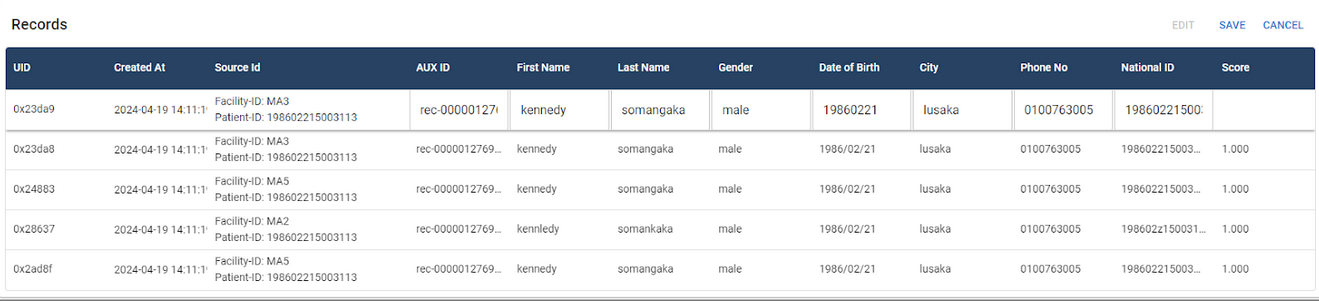 Records EDIT SAVE CANCEL
UID Created At Source Id AUX ID First Name Last Name Gender Date of Birth City Phone No National ID Score
0x23da9 2024-04-19 14:11:1 Facility-ID: MA3 rec-00000127 kennedy somangaka male 19860221 lusaka 0100763005 198602215003
Patient-ID: 198602215003113
0x23da8 2024-04-19 14:11:1 Facility-ID: MA3 rec-0000012769... kennedy somangaka male 1986/02/21 lusaka 0100763005 198602215003... 1.000
Patient-ID: 198602215003113
0x24883 2024-04-19 14:11:1 Facility-ID: MA5 rec-0000012769... kennedy somangaka male 1986/02/21 lusaka 0100763005 198602215003... 1.000
Patient-ID: 198602215003113
0x28637 2024-04-19 14:11:1 Facility-ID: MA2 rec-0000012769... kennledy somankaka male 1986/02/21 lusaka 0100763005 198602z150031... 1.000
Patient-ID: 198602215003113
0x2ad8f 2024-04-19 14:11:1 Facility-ID: MA5 rec-0000012769... kennedy somangaka male 1986/02/21 lusaka 0100763005 198602215003... 1.000
Patient-ID: 198602215003113